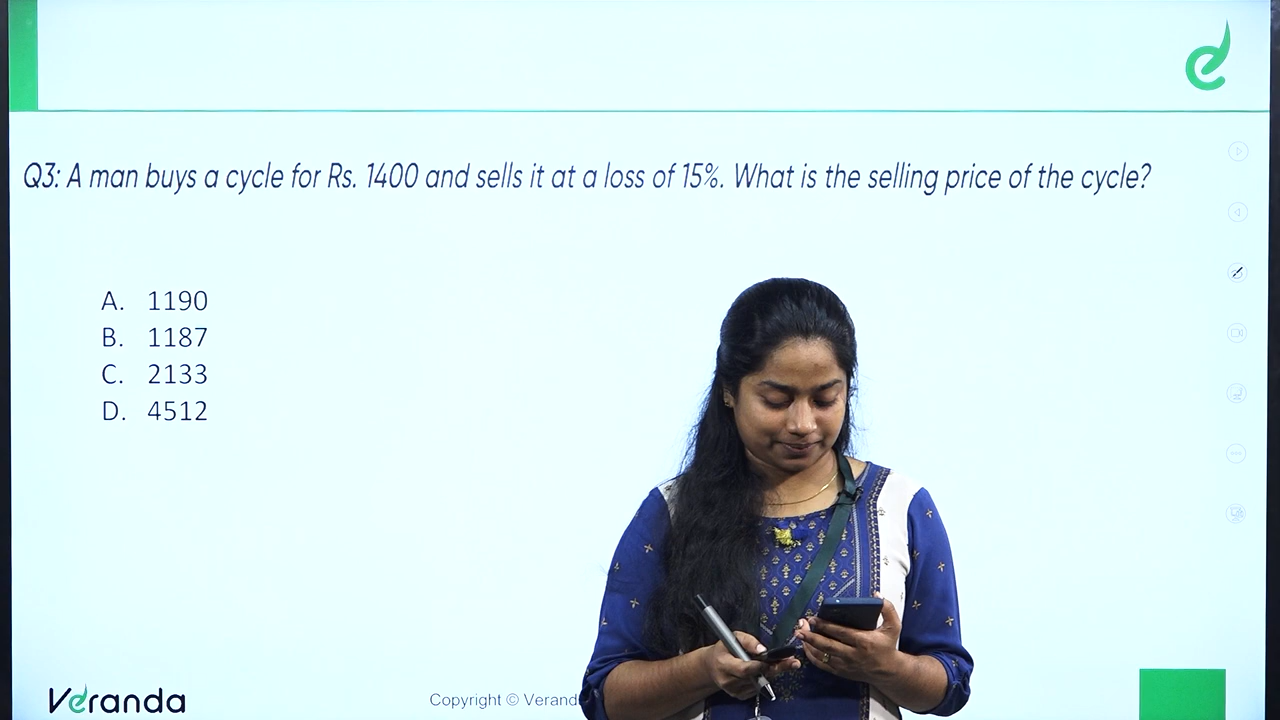 Q3: A man buys a cycle for Rs. 1400 and sells it at a loss of 15%. What is the selling price of the cycle?
A. 1190
B. 1187
C. 2133
D. 4512
Veranda
Copyright © Verand